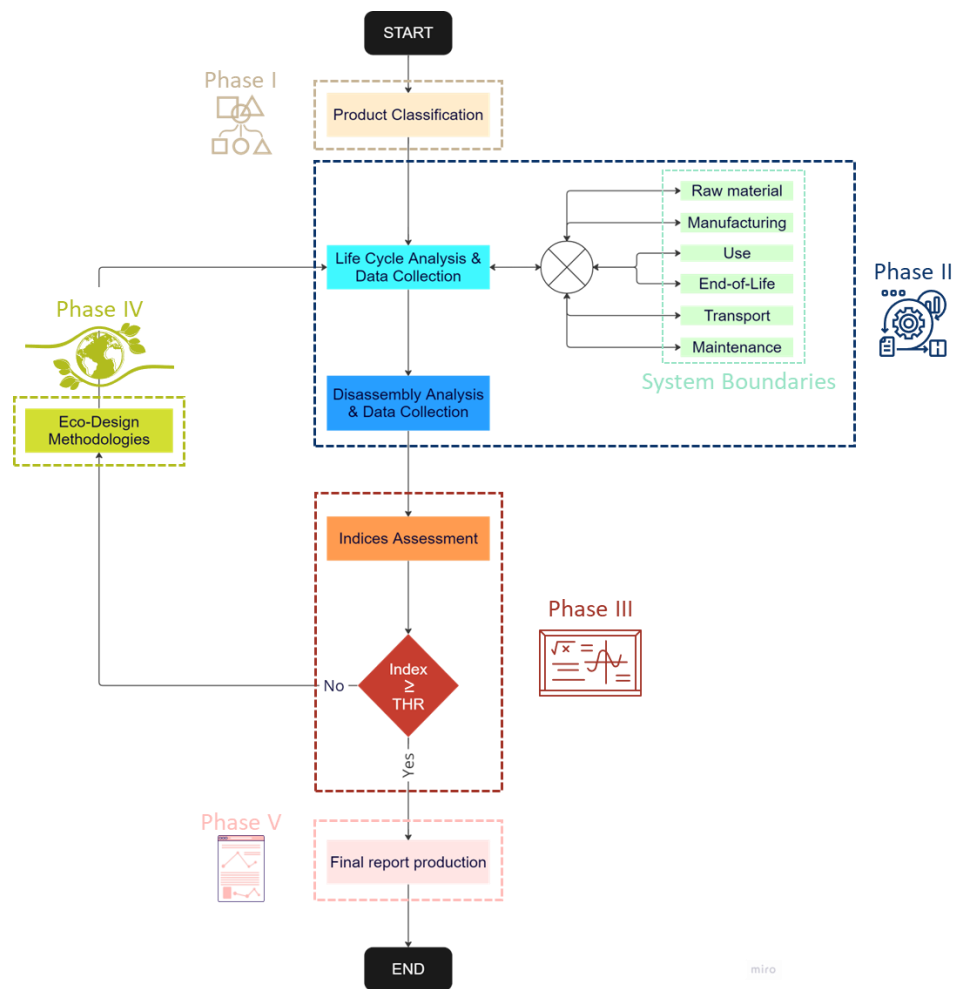 START
Phase I
Product Classification
Raw material
Manufacturing
Life Cycle Analysis &
Data Collection
Use
End-of-Life
Transport
Maintenance
System Boundaries
Phase II
Phase IV
Disassembly Analysis
& Data Collection
Eco-Design
Methodologies
Indices Assessment
Phase III
√x
Index
≥
THR
No
Yes
Phase V
Final report production
END
miro